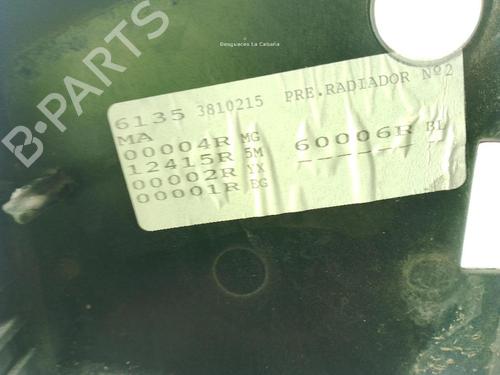 Desguaces La Cabaña
B-PARTS
6135 3810215 PRE.RADIADOR Nº2
MA
00004R MG 60006R BL
12415R 5M ------ --
00002R YX
00001R EG